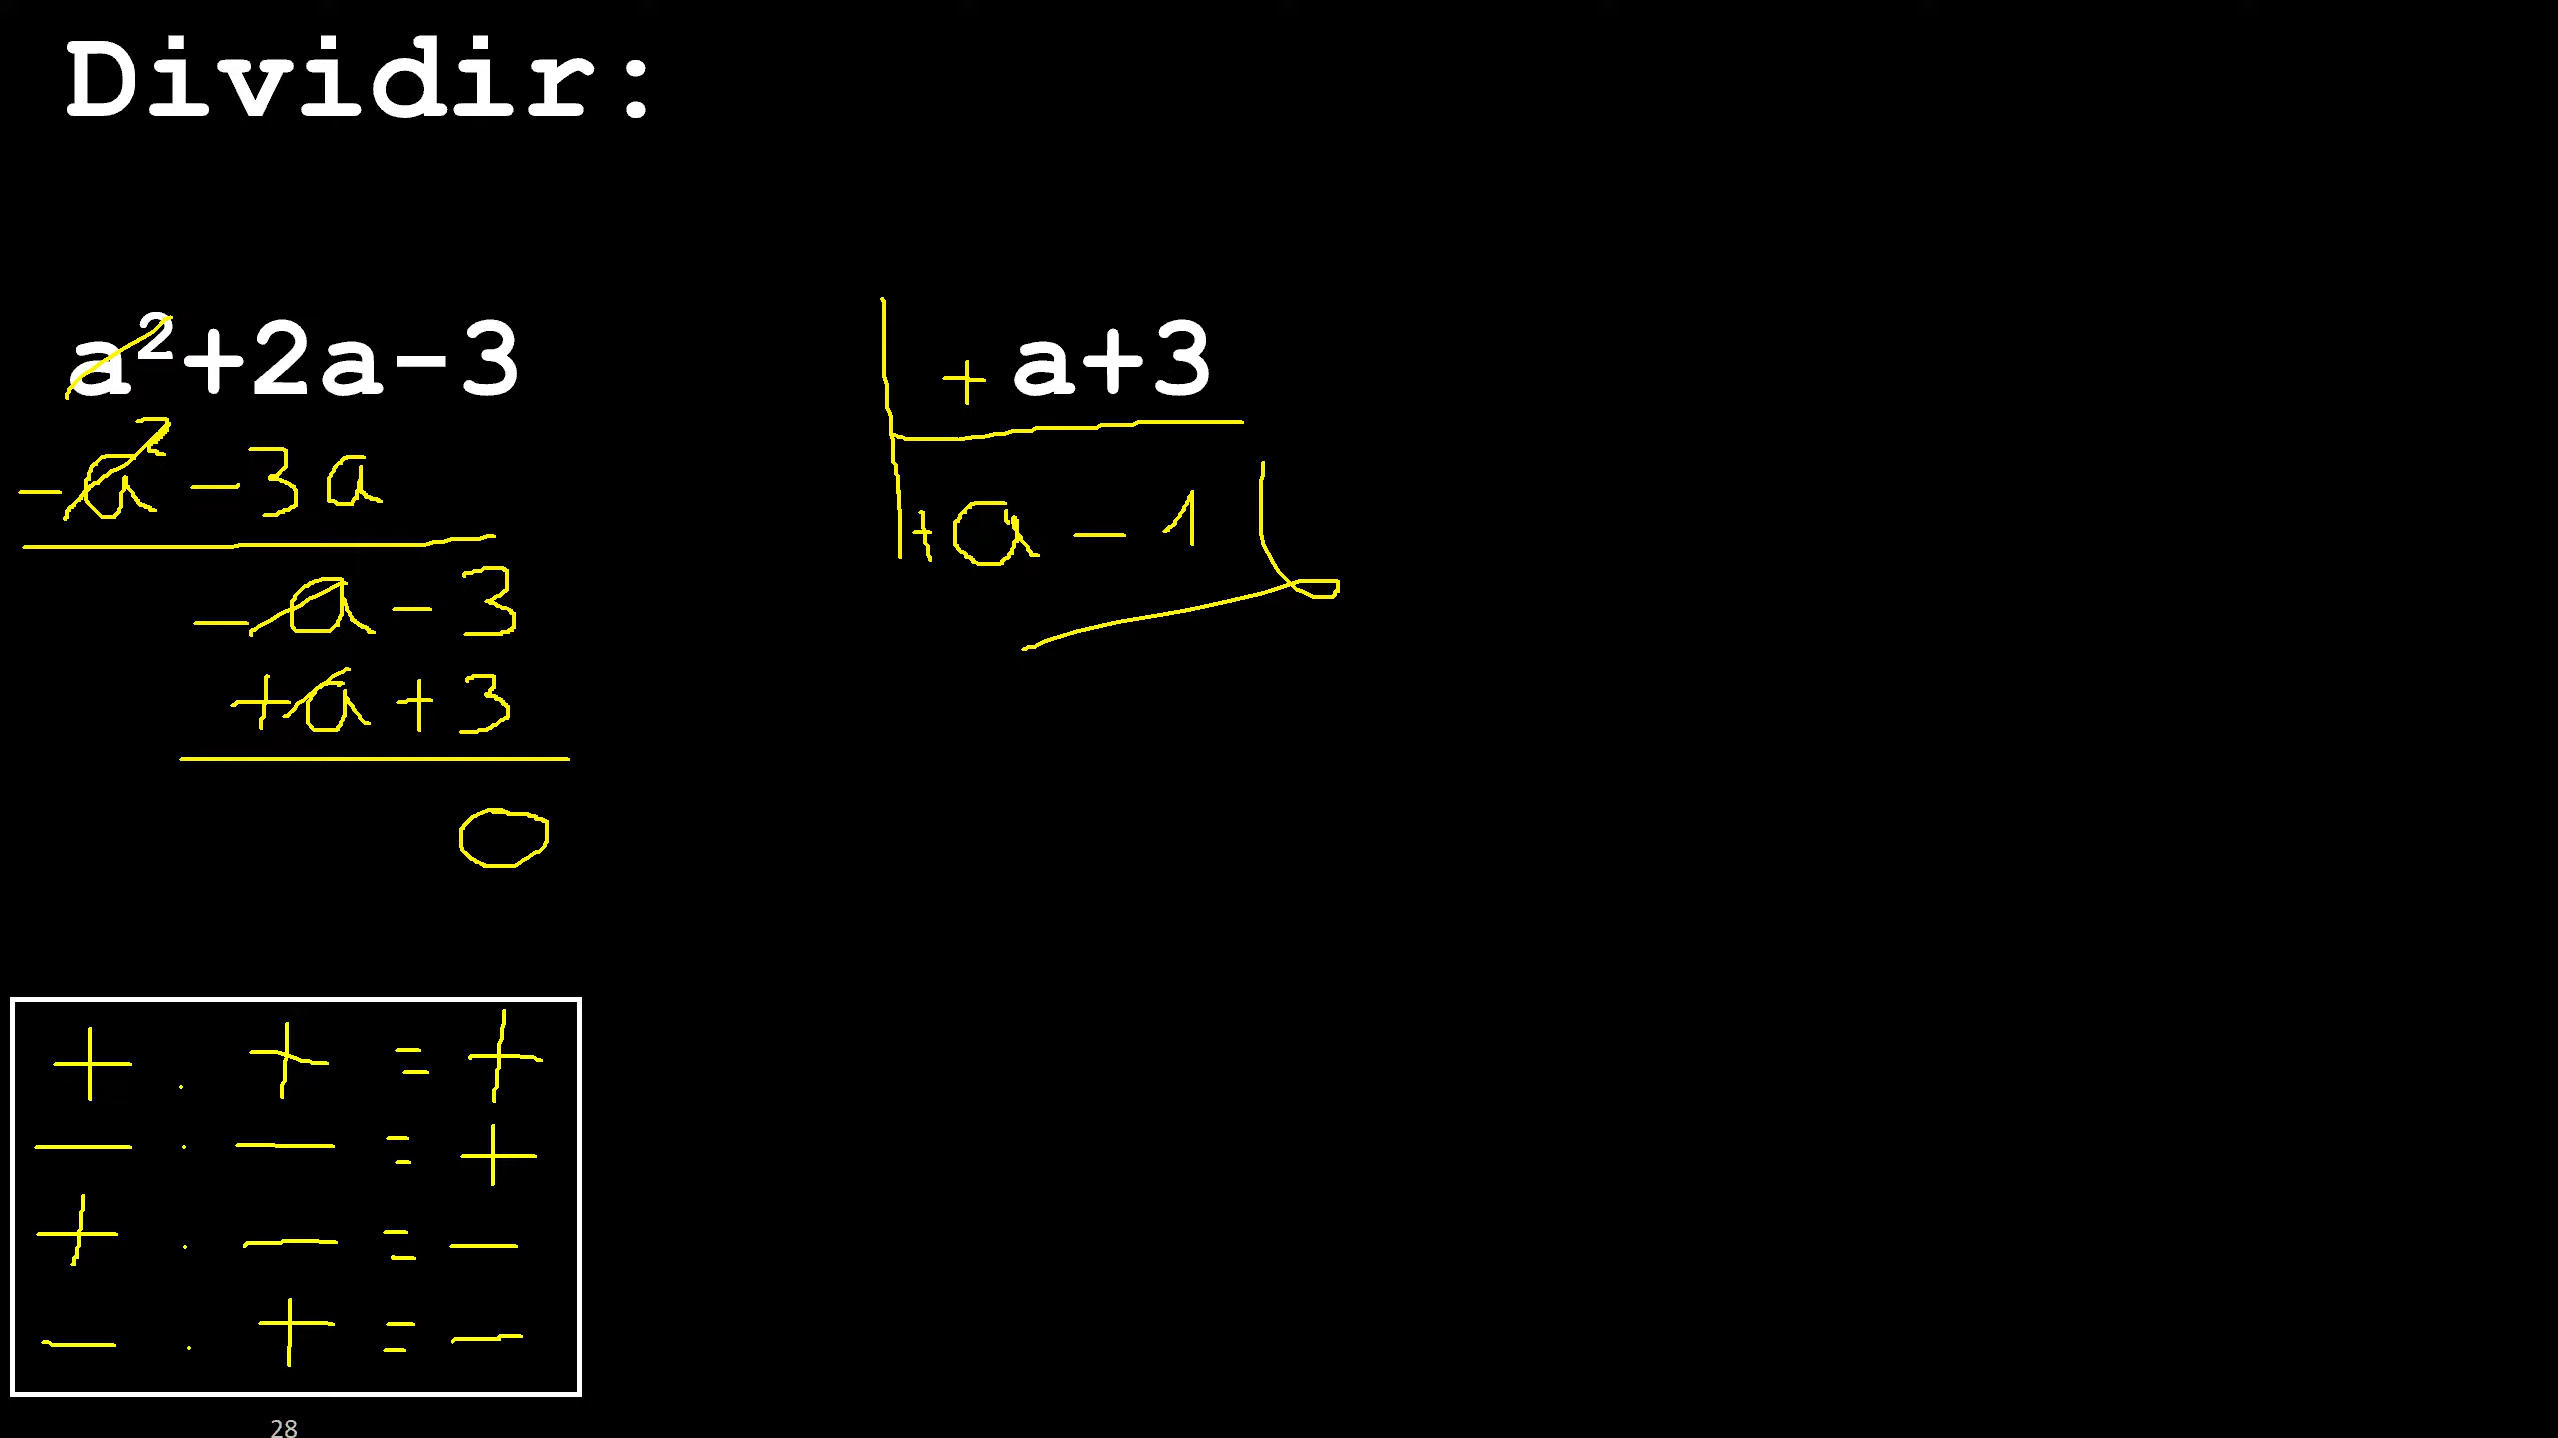 Dividir:
a²+2a-3
+ a+3
-a² -3a
+a -1
-a -3
+a +3
0
+ . + = +
- . - = +
+ . - = -
- . + = -
28